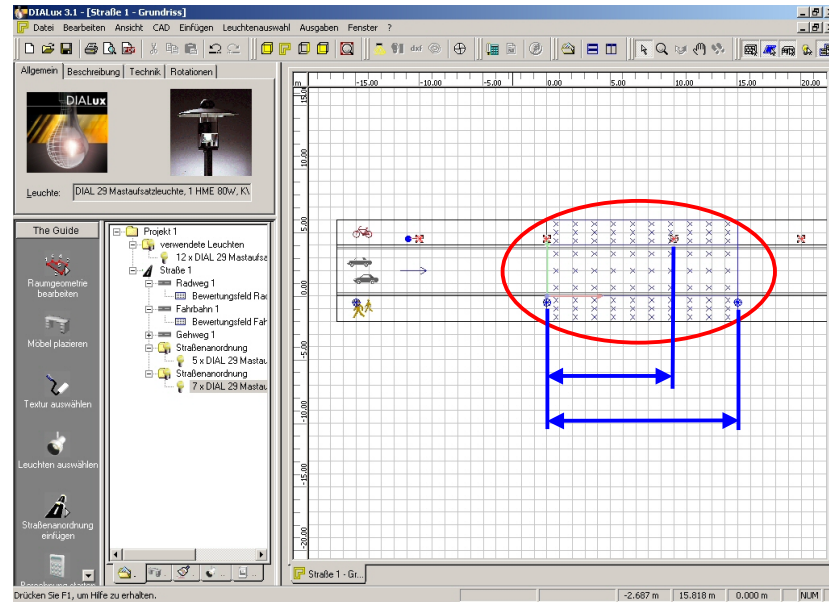 DIALux 3.1 - [Straße 1 - Grundriss]
Datei Bearbeiten Ansicht CAD Einfügen Leuchtenauswahl Ausgaben Fenster ?
Allgemein Beschreibung Technik Rotationen
DIALux
Leuchte: DIAL 29 Mastaufsatzleuchte, 1 HME 80W, K\
The Guide
Raumgeometrie
bearbeiten
Möbel plazieren
Textur auswählen
Leuchten auswählen
Straßenanordnung
einfügen
Berechnung starten
Projekt 1
verwendete Leuchten
12 x DIAL 29 Mastaufsa
Straße 1
Radweg 1
Bewertungsfeld Rad
Fahrbahn 1
Bewertungsfeld Fah
Gehweg 1
Straßenanordnung
5 x DIAL 29 Mastau
Straßenanordnung
7 x DIAL 29 Mastau
m -15.00 -10.00 -5.00 0.00 5.00 10.00 15.00 20.00
15.0
10.00
5.00
0.00
-5.00
-10.00
-15.00
-20.00
Straße 1 - Gr...
Drücken Sie F1, um Hilfe zu erhalten. -2.687 m 15.818 m 0.000 m NUM